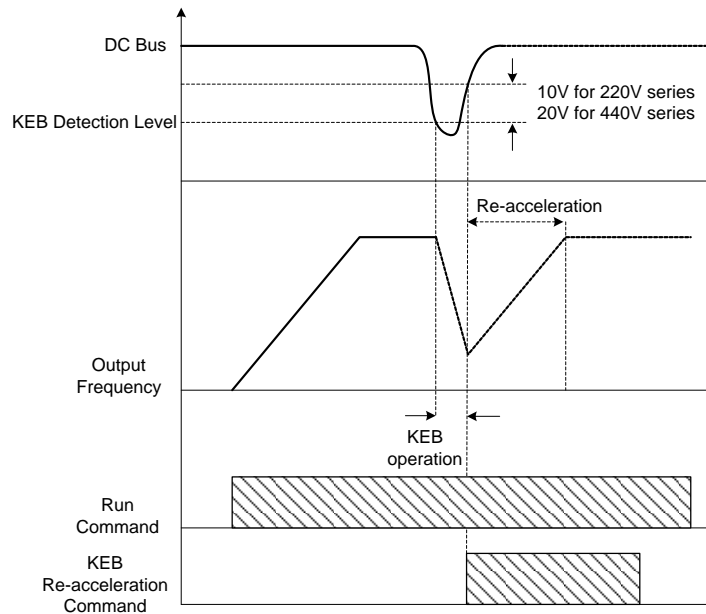 DC Bus
10V for 220V series
20V for 440V series
KEB Detection Level
Re-acceleration
Output
Frequency
KEB
operation
Run
Command
KEB
Re-acceleration
Command